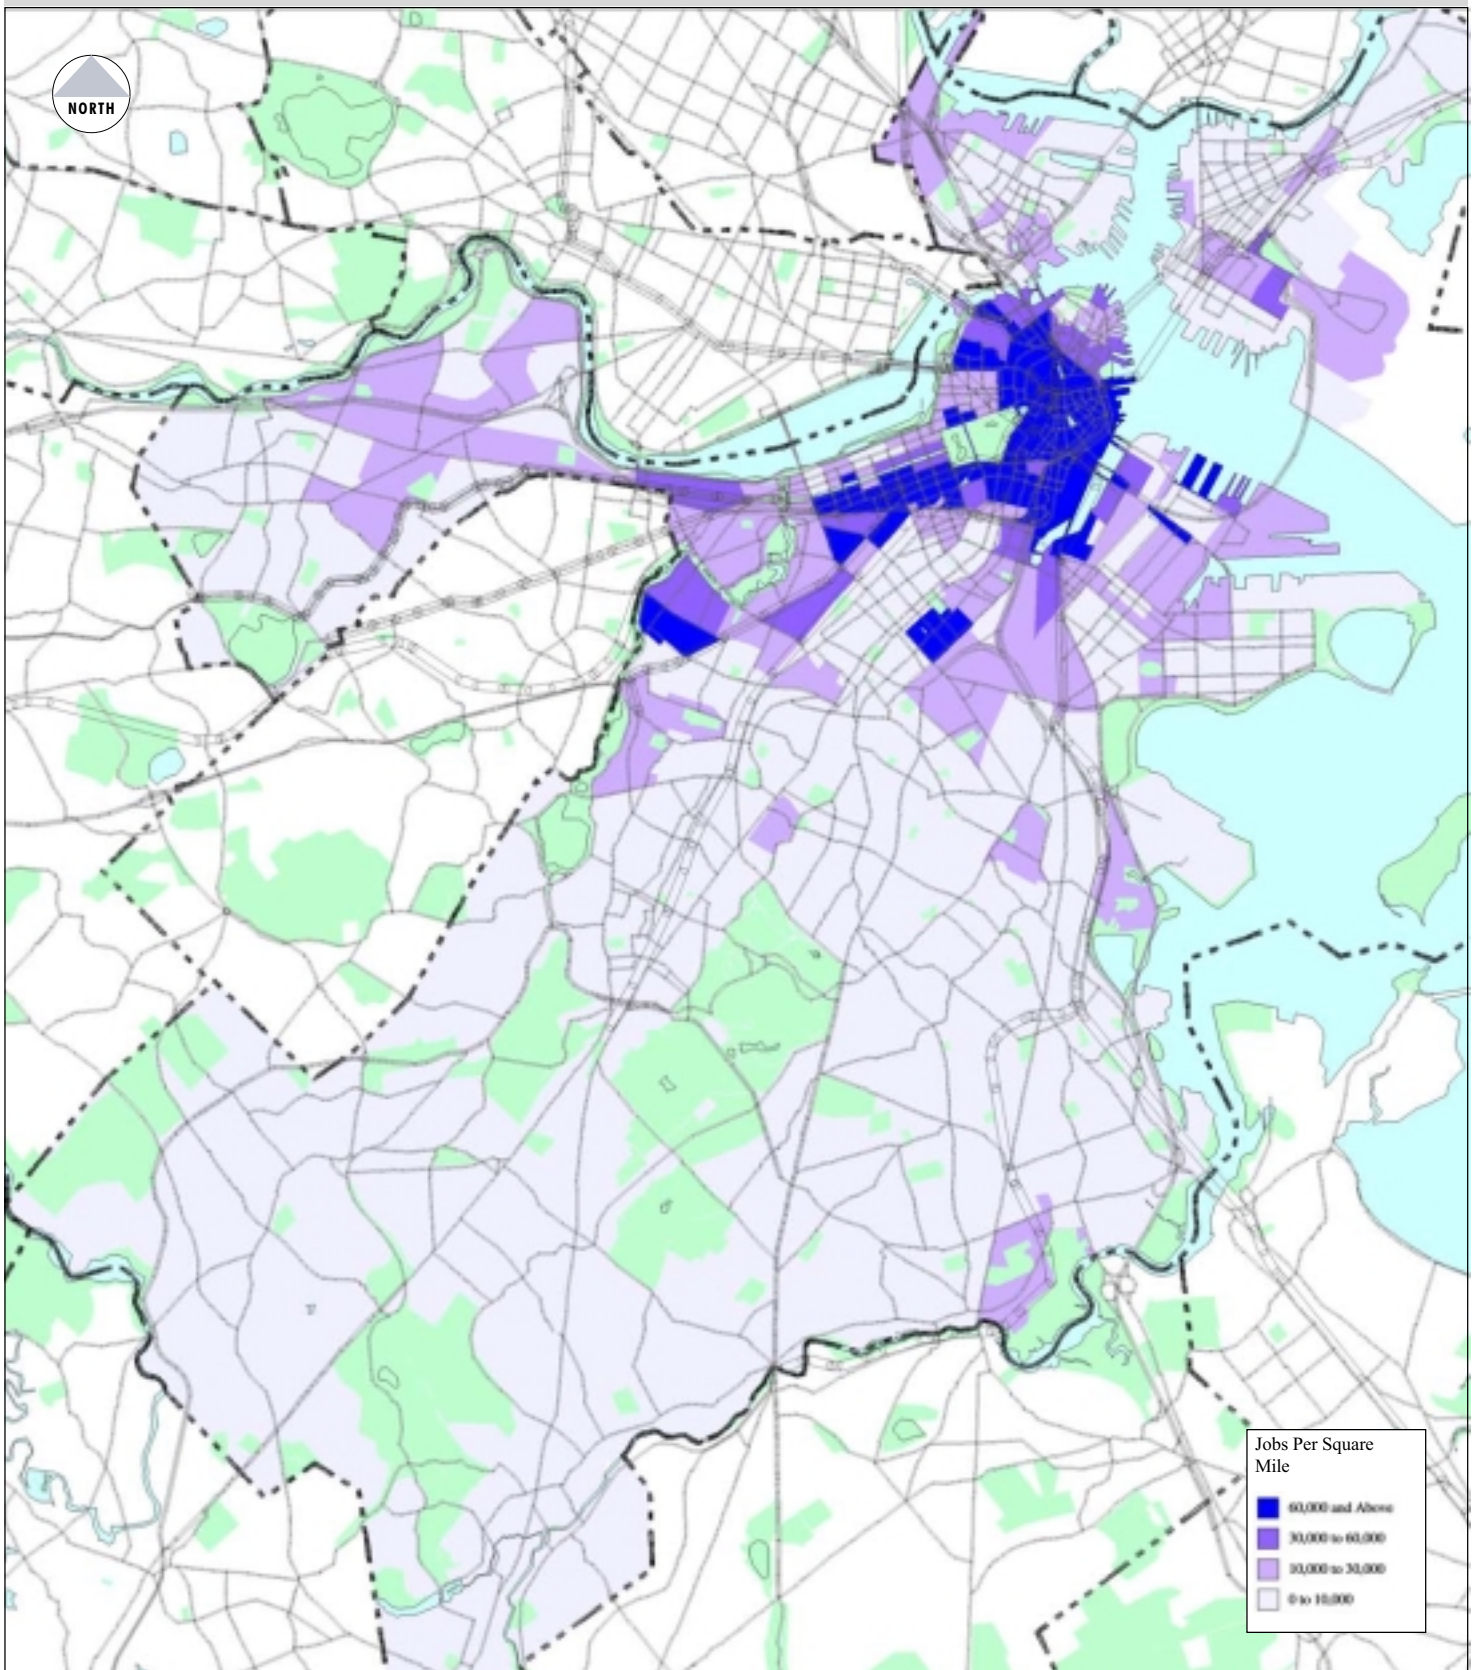 NORTH
Jobs Per Square
Mile
60,000 and Above
30,000 to 60,000
10,000 to 30,000
0 to 10,000